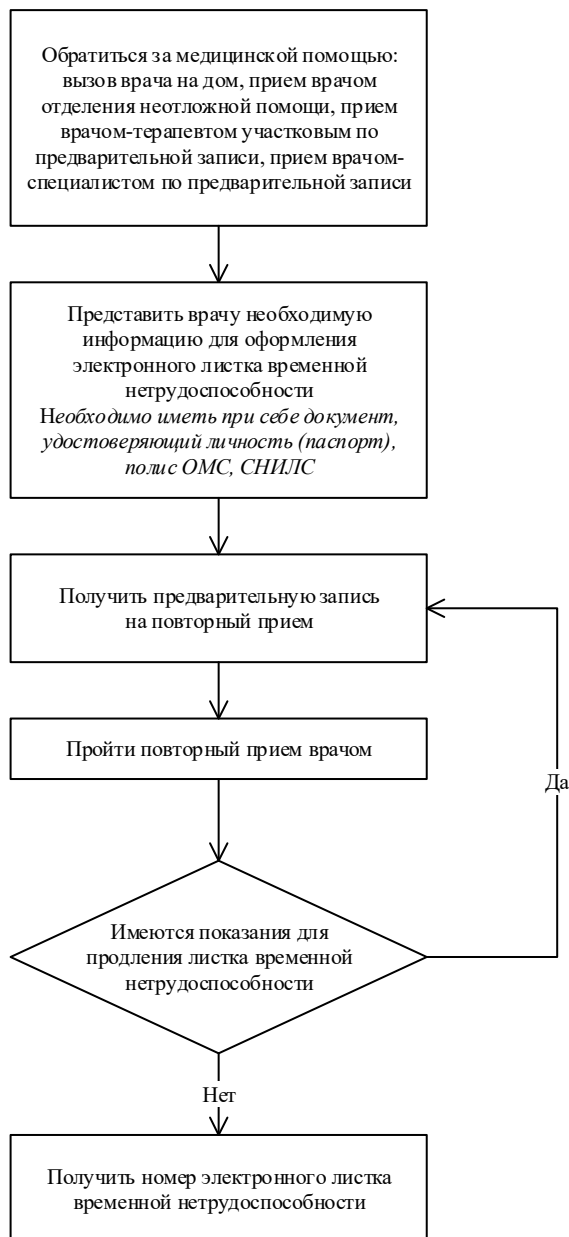 Обратиться за медицинской помощью:
вызов врача на дом, прием врачом
отделения неотложной помощи, прием
врачом-терапевтом участковым по
предварительной записи, прием врачом-
специалистом по предварительной записи
Представить врачу необходимую
информацию для оформления
электронного листка временной
нетрудоспособности
Необходимо иметь при себе документ,
удостоверяющий личность (паспорт),
полис ОМС, СНИЛС
Получить предварительную запись
на повторный прием
Пройти повторный прием врачом
Да
Имеются показания для
продления листка временной
нетрудоспособности
Нет
Получить номер электронного листка
временной нетрудоспособности